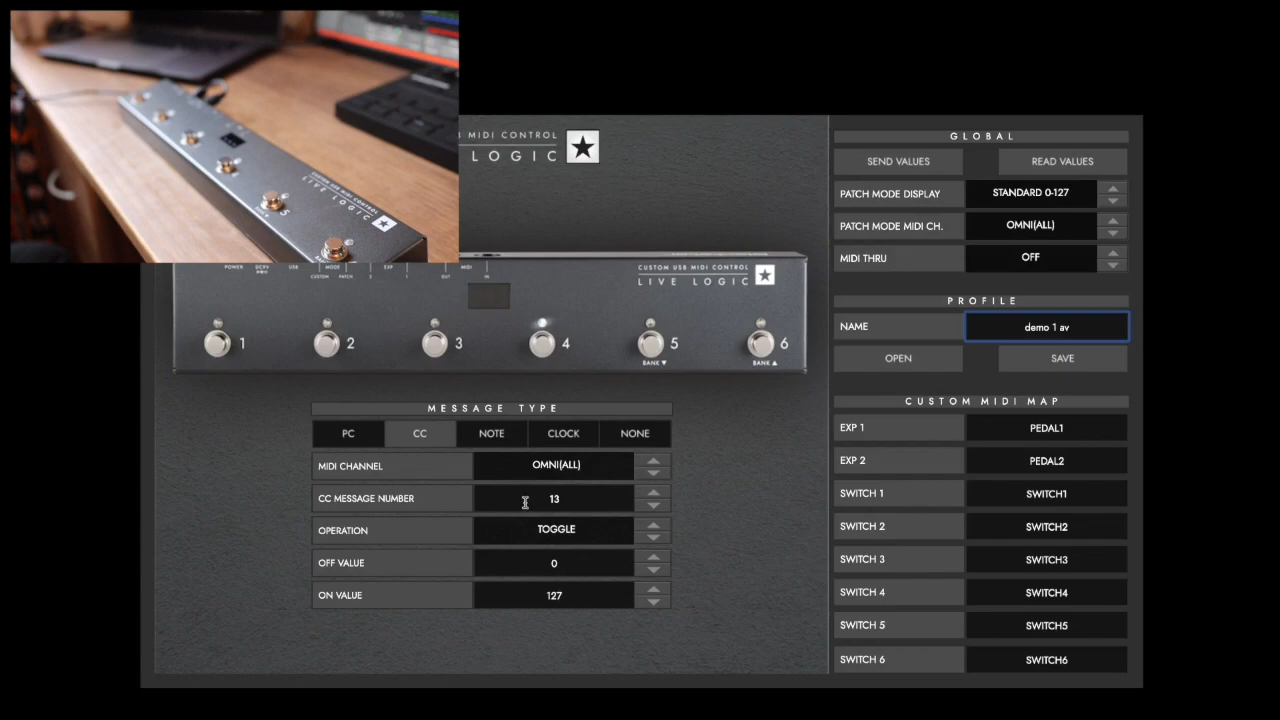 CUSTOM USB MIDI CONTROL
LIVE LOGIC
5
MIDI CONTROL
LOGIC
POWER DC9V USB MODE EXP MIDI
CUSTOM PATCH OUT IN
CUSTOM USB MIDI CONTROL
LIVE LOGIC
1 2 3 4 5 6
BANK ▼ BANK ▲
MESSAGE TYPE
PC CC NOTE CLOCK NONE
MIDI CHANNEL OMNI(ALL)
CC MESSAGE NUMBER 13
OPERATION TOGGLE
OFF VALUE 0
ON VALUE 127
GLOBAL
SEND VALUES READ VALUES
PATCH MODE DISPLAY STANDARD 0-127
PATCH MODE MIDI CH. OMNI(ALL)
MIDI THRU OFF
PROFILE
NAME demo 1 av
OPEN SAVE
CUSTOM MIDI MAP
EXP 1 PEDAL1
EXP 2 PEDAL2
SWITCH 1 SWITCH1
SWITCH 2 SWITCH2
SWITCH 3 SWITCH3
SWITCH 4 SWITCH4
SWITCH 5 SWITCH5
SWITCH 6 SWITCH6